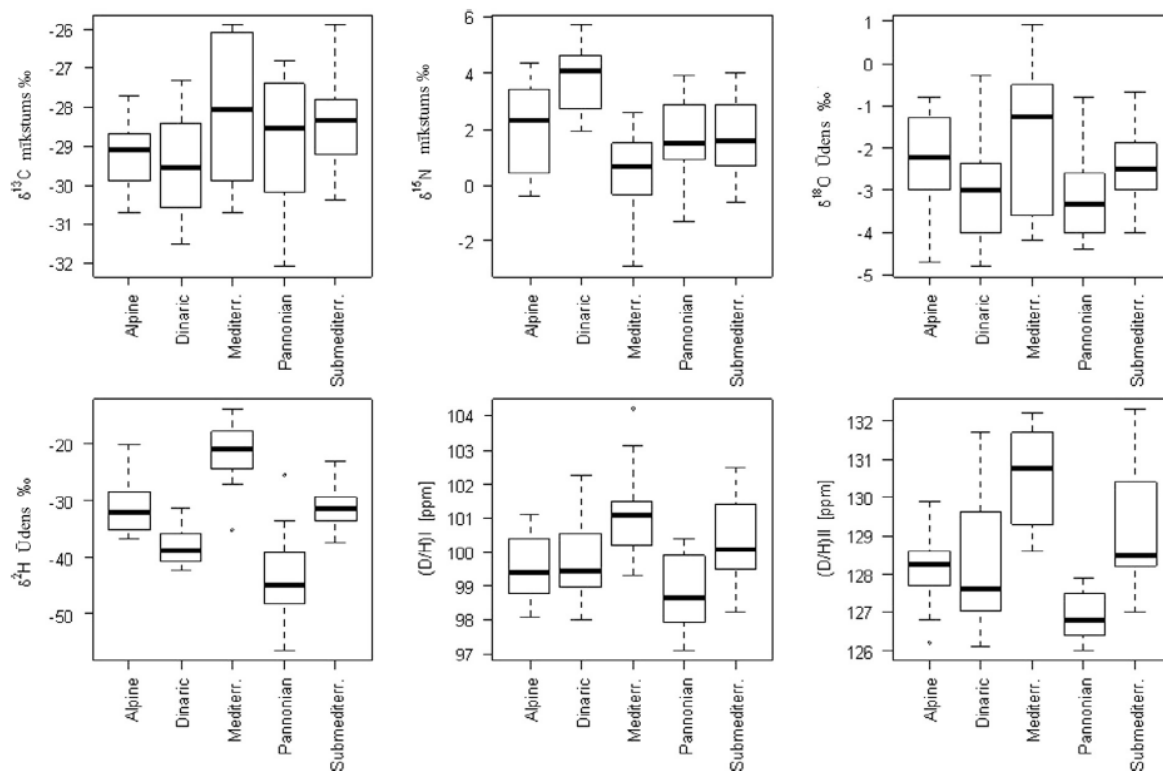 δ¹³C mīkstums ‰
-26
-27
-28
-29
-30
-31
-32
Alpine
Dinaric
Mediterr.
Pannonian
Submediterr.
δ¹⁵N mīkstums ‰
6
4
2
0
-2
Alpine
Dinaric
Mediterr.
Pannonian
Submediterr.
δ¹⁸O Ūdens ‰
1
0
-1
-2
-3
-4
-5
Alpine
Dinaric
Mediterr.
Pannonian
Submediterr.
δ²H Ūdens ‰
-20
-30
-40
-50
Alpine
Dinaric
Mediterr.
Pannonian
Submediterr.
(D/H)I [ppm]
104
103
102
101
100
99
98
97
Alpine
Dinaric
Mediterr.
Pannonian
Submediterr.
(D/H)II [ppm]
132
131
130
129
128
127
126
Alpine
Dinaric
Mediterr.
Pannonian
Submediterr.